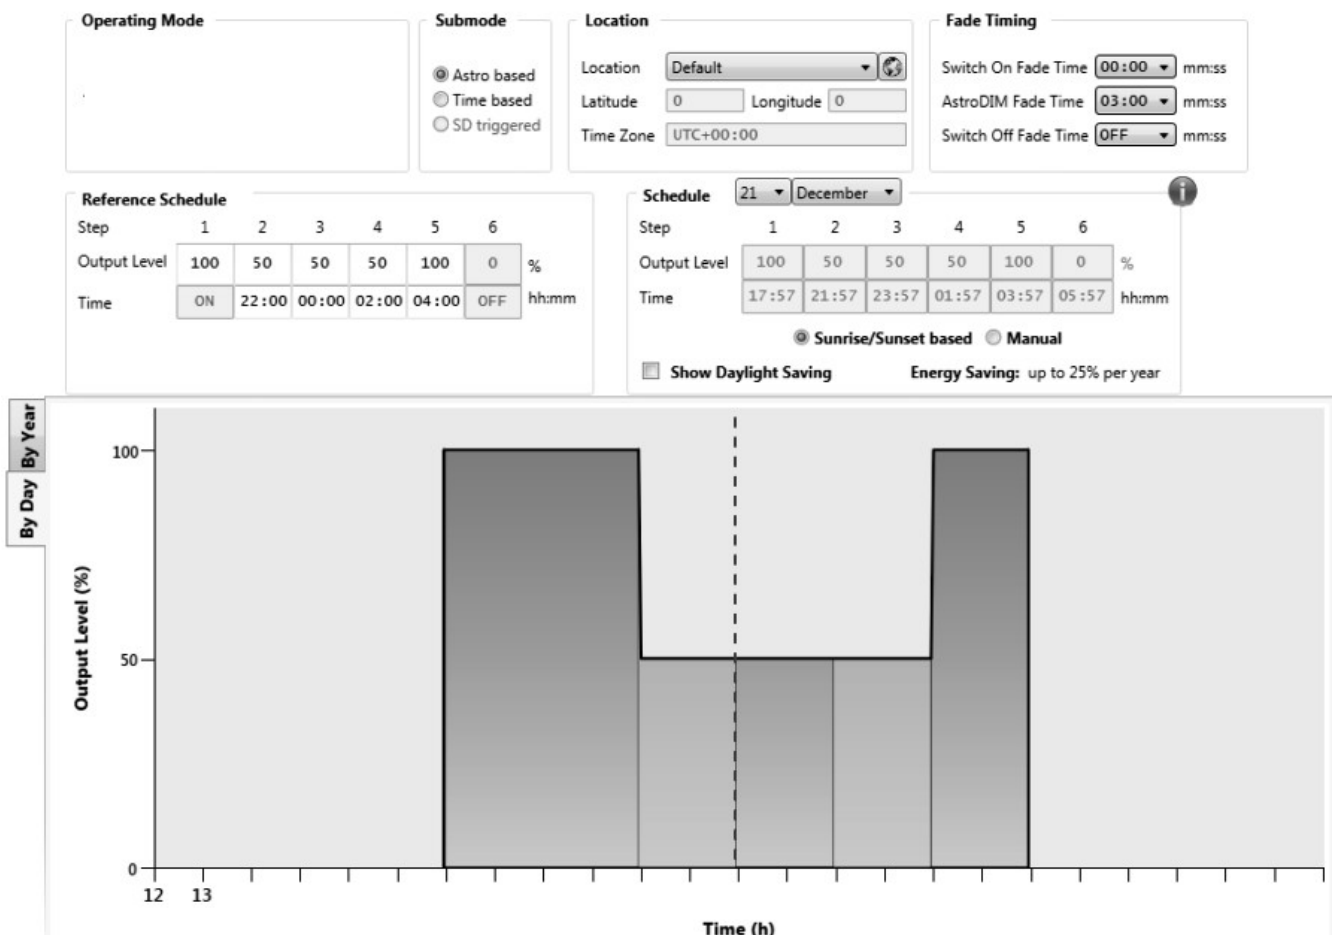 Operating Mode
Submode
Astro based
Time based
SD triggered
Location
Location Default
Latitude 0 Longitude 0
Time Zone UTC+00:00
Fade Timing
Switch On Fade Time 00:00 mm:ss
AstroDIM Fade Time 03:00 mm:ss
Switch Off Fade Time OFF mm:ss
Reference Schedule
Step 1 2 3 4 5 6
Output Level 100 50 50 50 100 0 %
Time ON 22:00 00:00 02:00 04:00 OFF hh:mm
Schedule 21 December
i
Step 1 2 3 4 5 6
Output Level 100 50 50 50 100 0 %
Time 17:57 21:57 23:57 01:57 03:57 05:57 hh:mm
Sunrise/Sunset based Manual
Show Daylight Saving Energy Saving: up to 25% per year
By Year
By Day
Output Level (%)
100
50
0
12 13
Time (h)